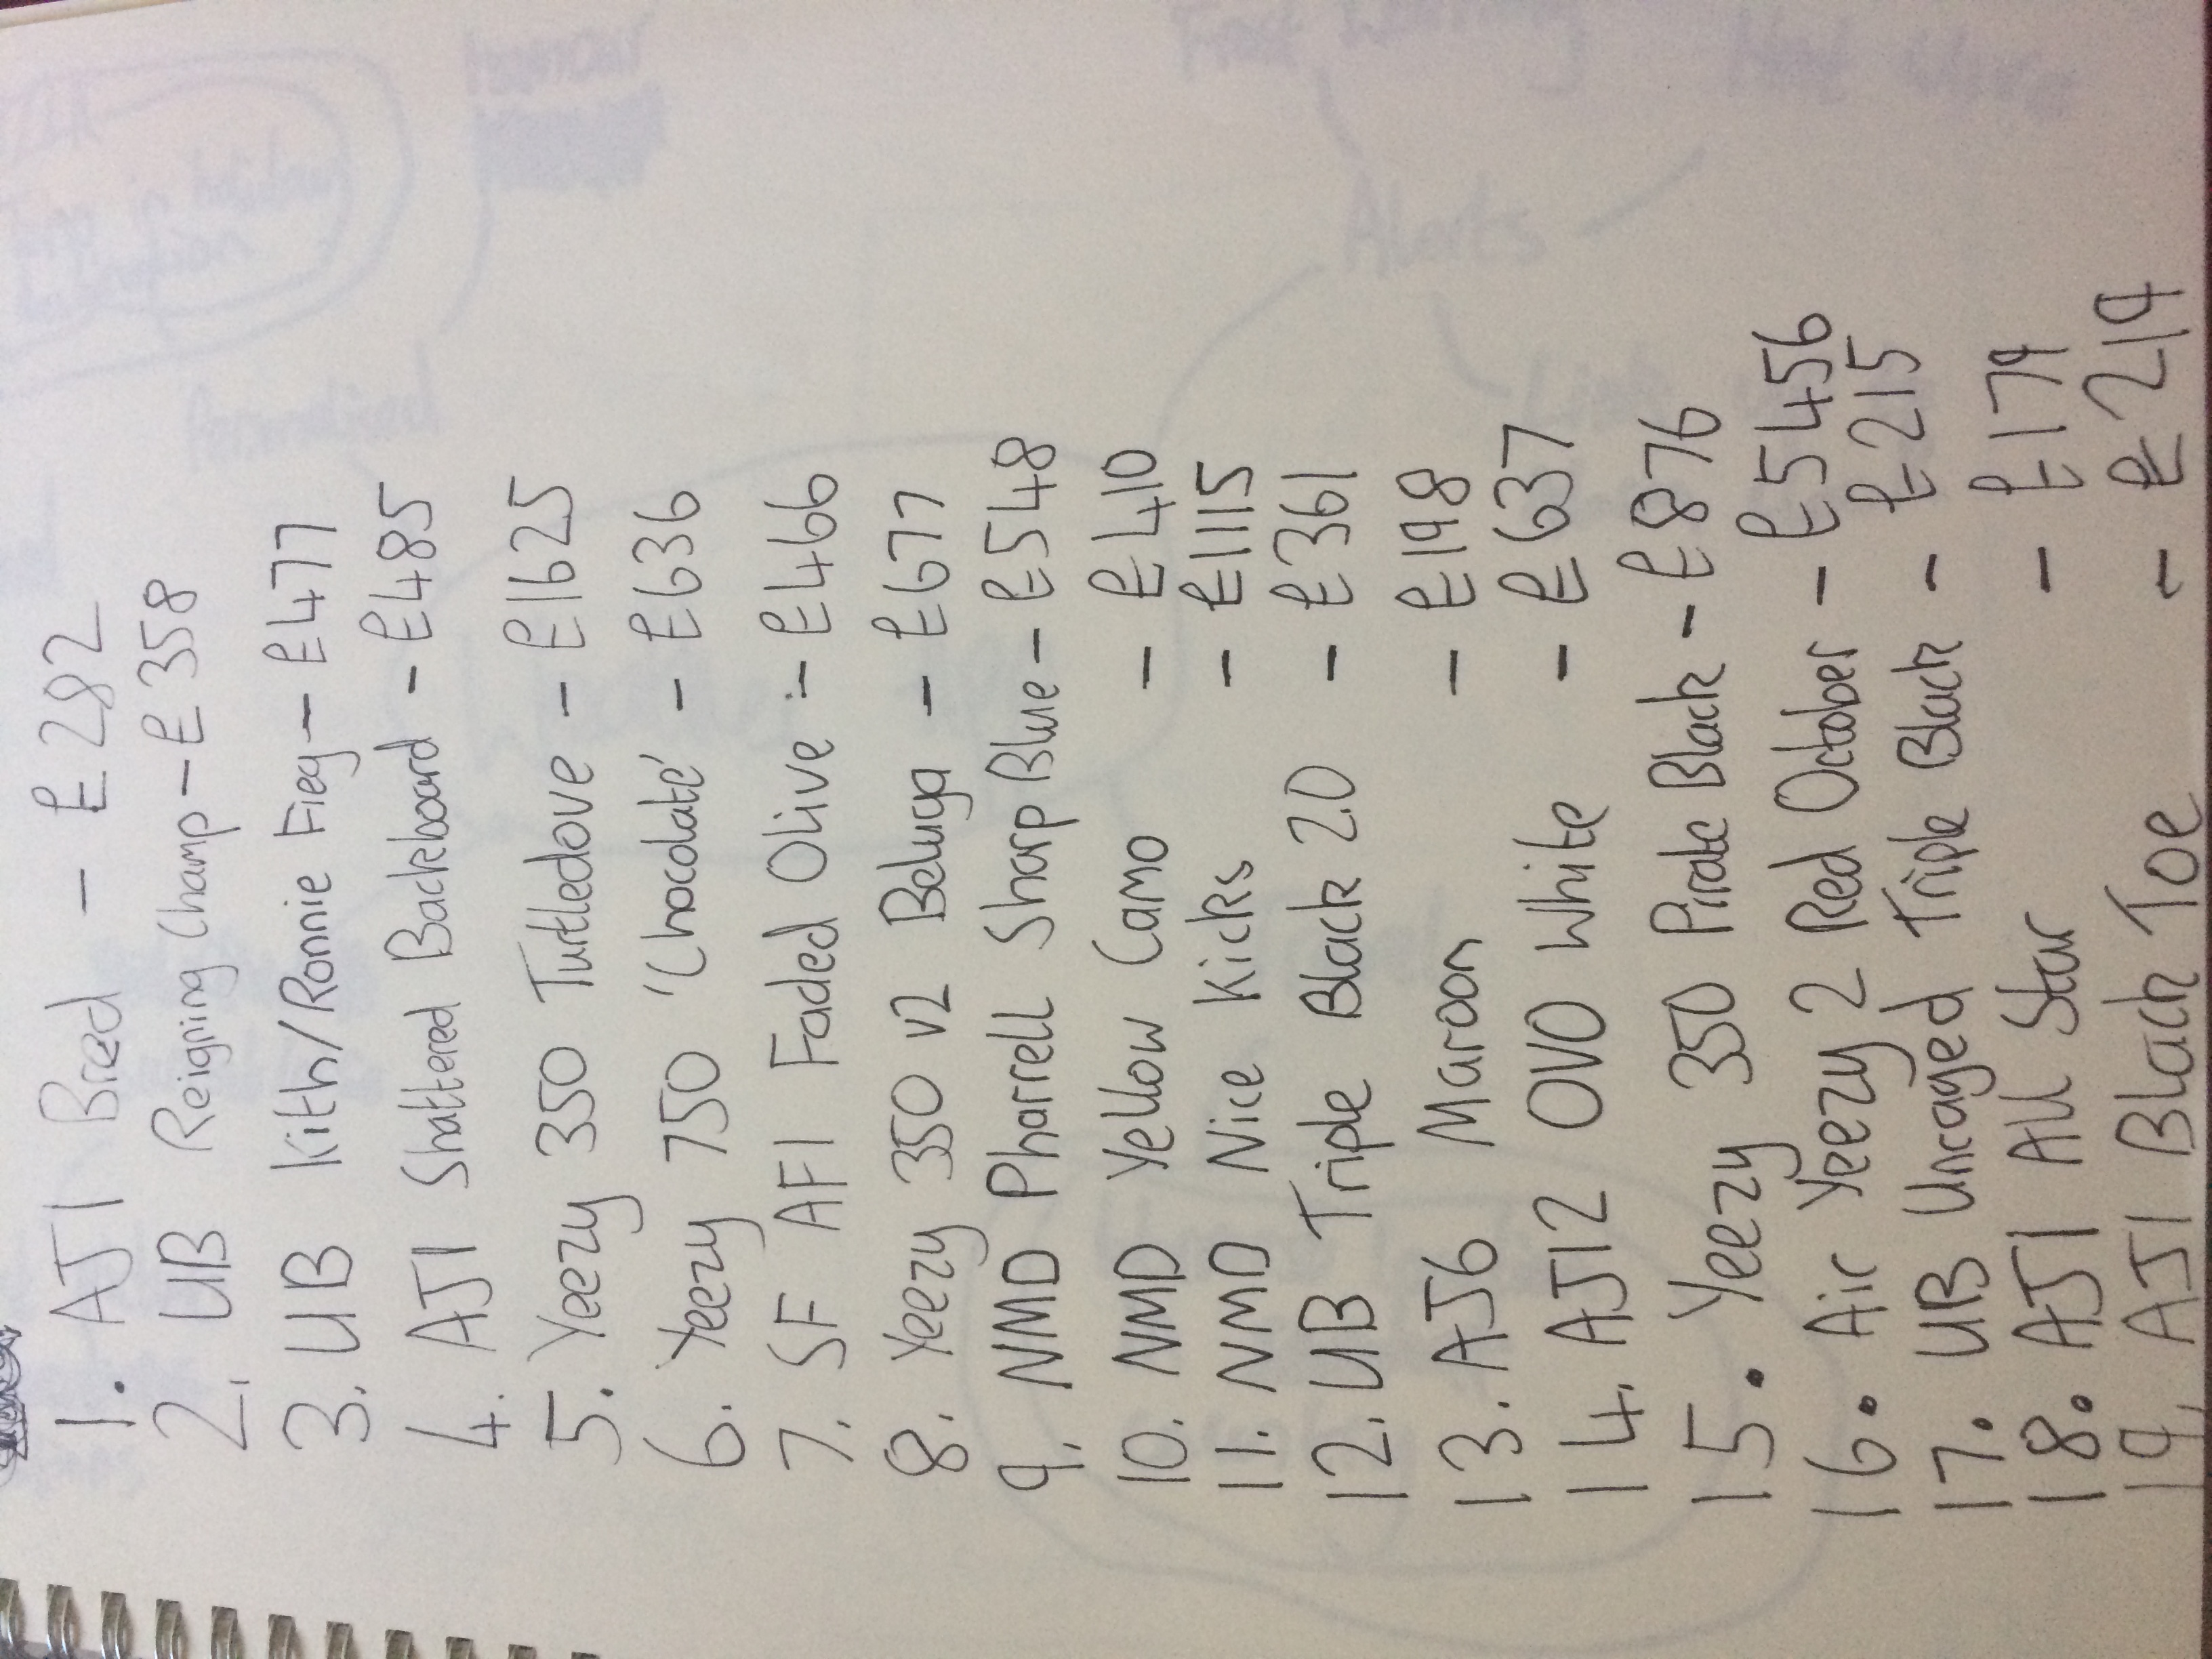 1. AJ1 Bred - £282
2. UB Reigning Champ - £358
3. UB Kith/Ronnie Fieg - £477
4. AJ1 Shattered Backboard - £485
5. Yeezy 350 Turtledove - £1625
6. Yeezy 750 'Chocolate' - £636
7. SF AF1 Faded Olive - £466
8. Yeezy 350 v2 Beluga - £677
9. NMD Pharrell Sharp Blue - £548
10. NMD Yellow Camo - £410
11. NMD Nice Kicks - £1115
12. UB Triple Black 2.0 - £361
13. AJ6 Maroon - £198
14. AJ12 OVO White - £637
15. Yeezy 350 Pirate Black - £876
16. Air Yeezy 2 Red October - £5456
17. UB Uncaged Triple Black - £215
18. AJ1 All Star - £179
19. AJ1 Black Toe - £219